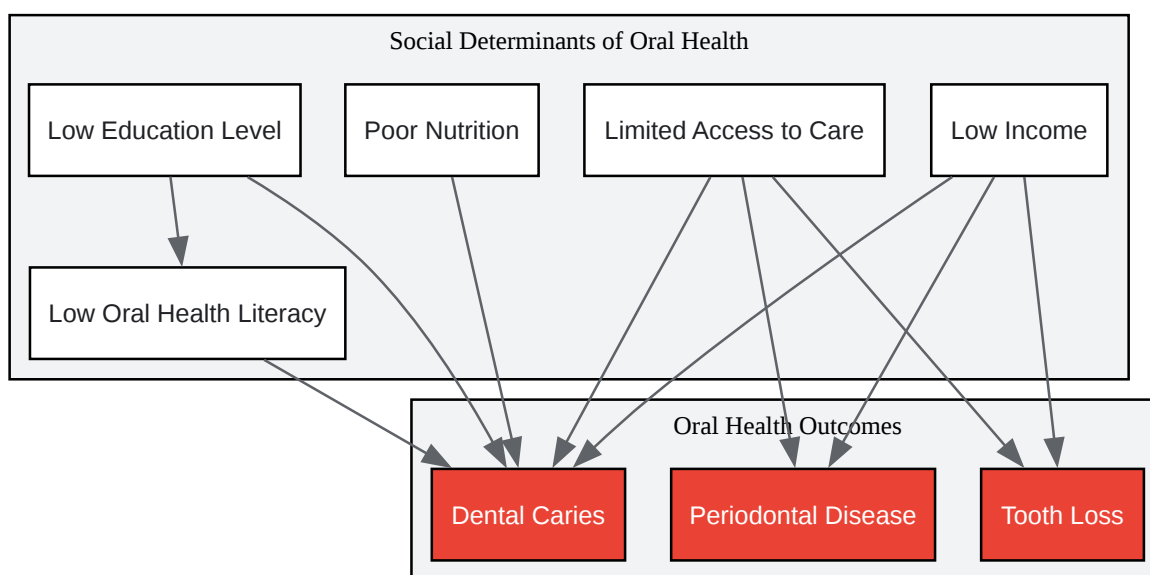 Social Determinants of Oral Health
Low Education Level
Poor Nutrition
Limited Access to Care
Low Income
Low Oral Health Literacy
Oral Health Outcomes
Dental Caries
Periodontal Disease
Tooth Loss